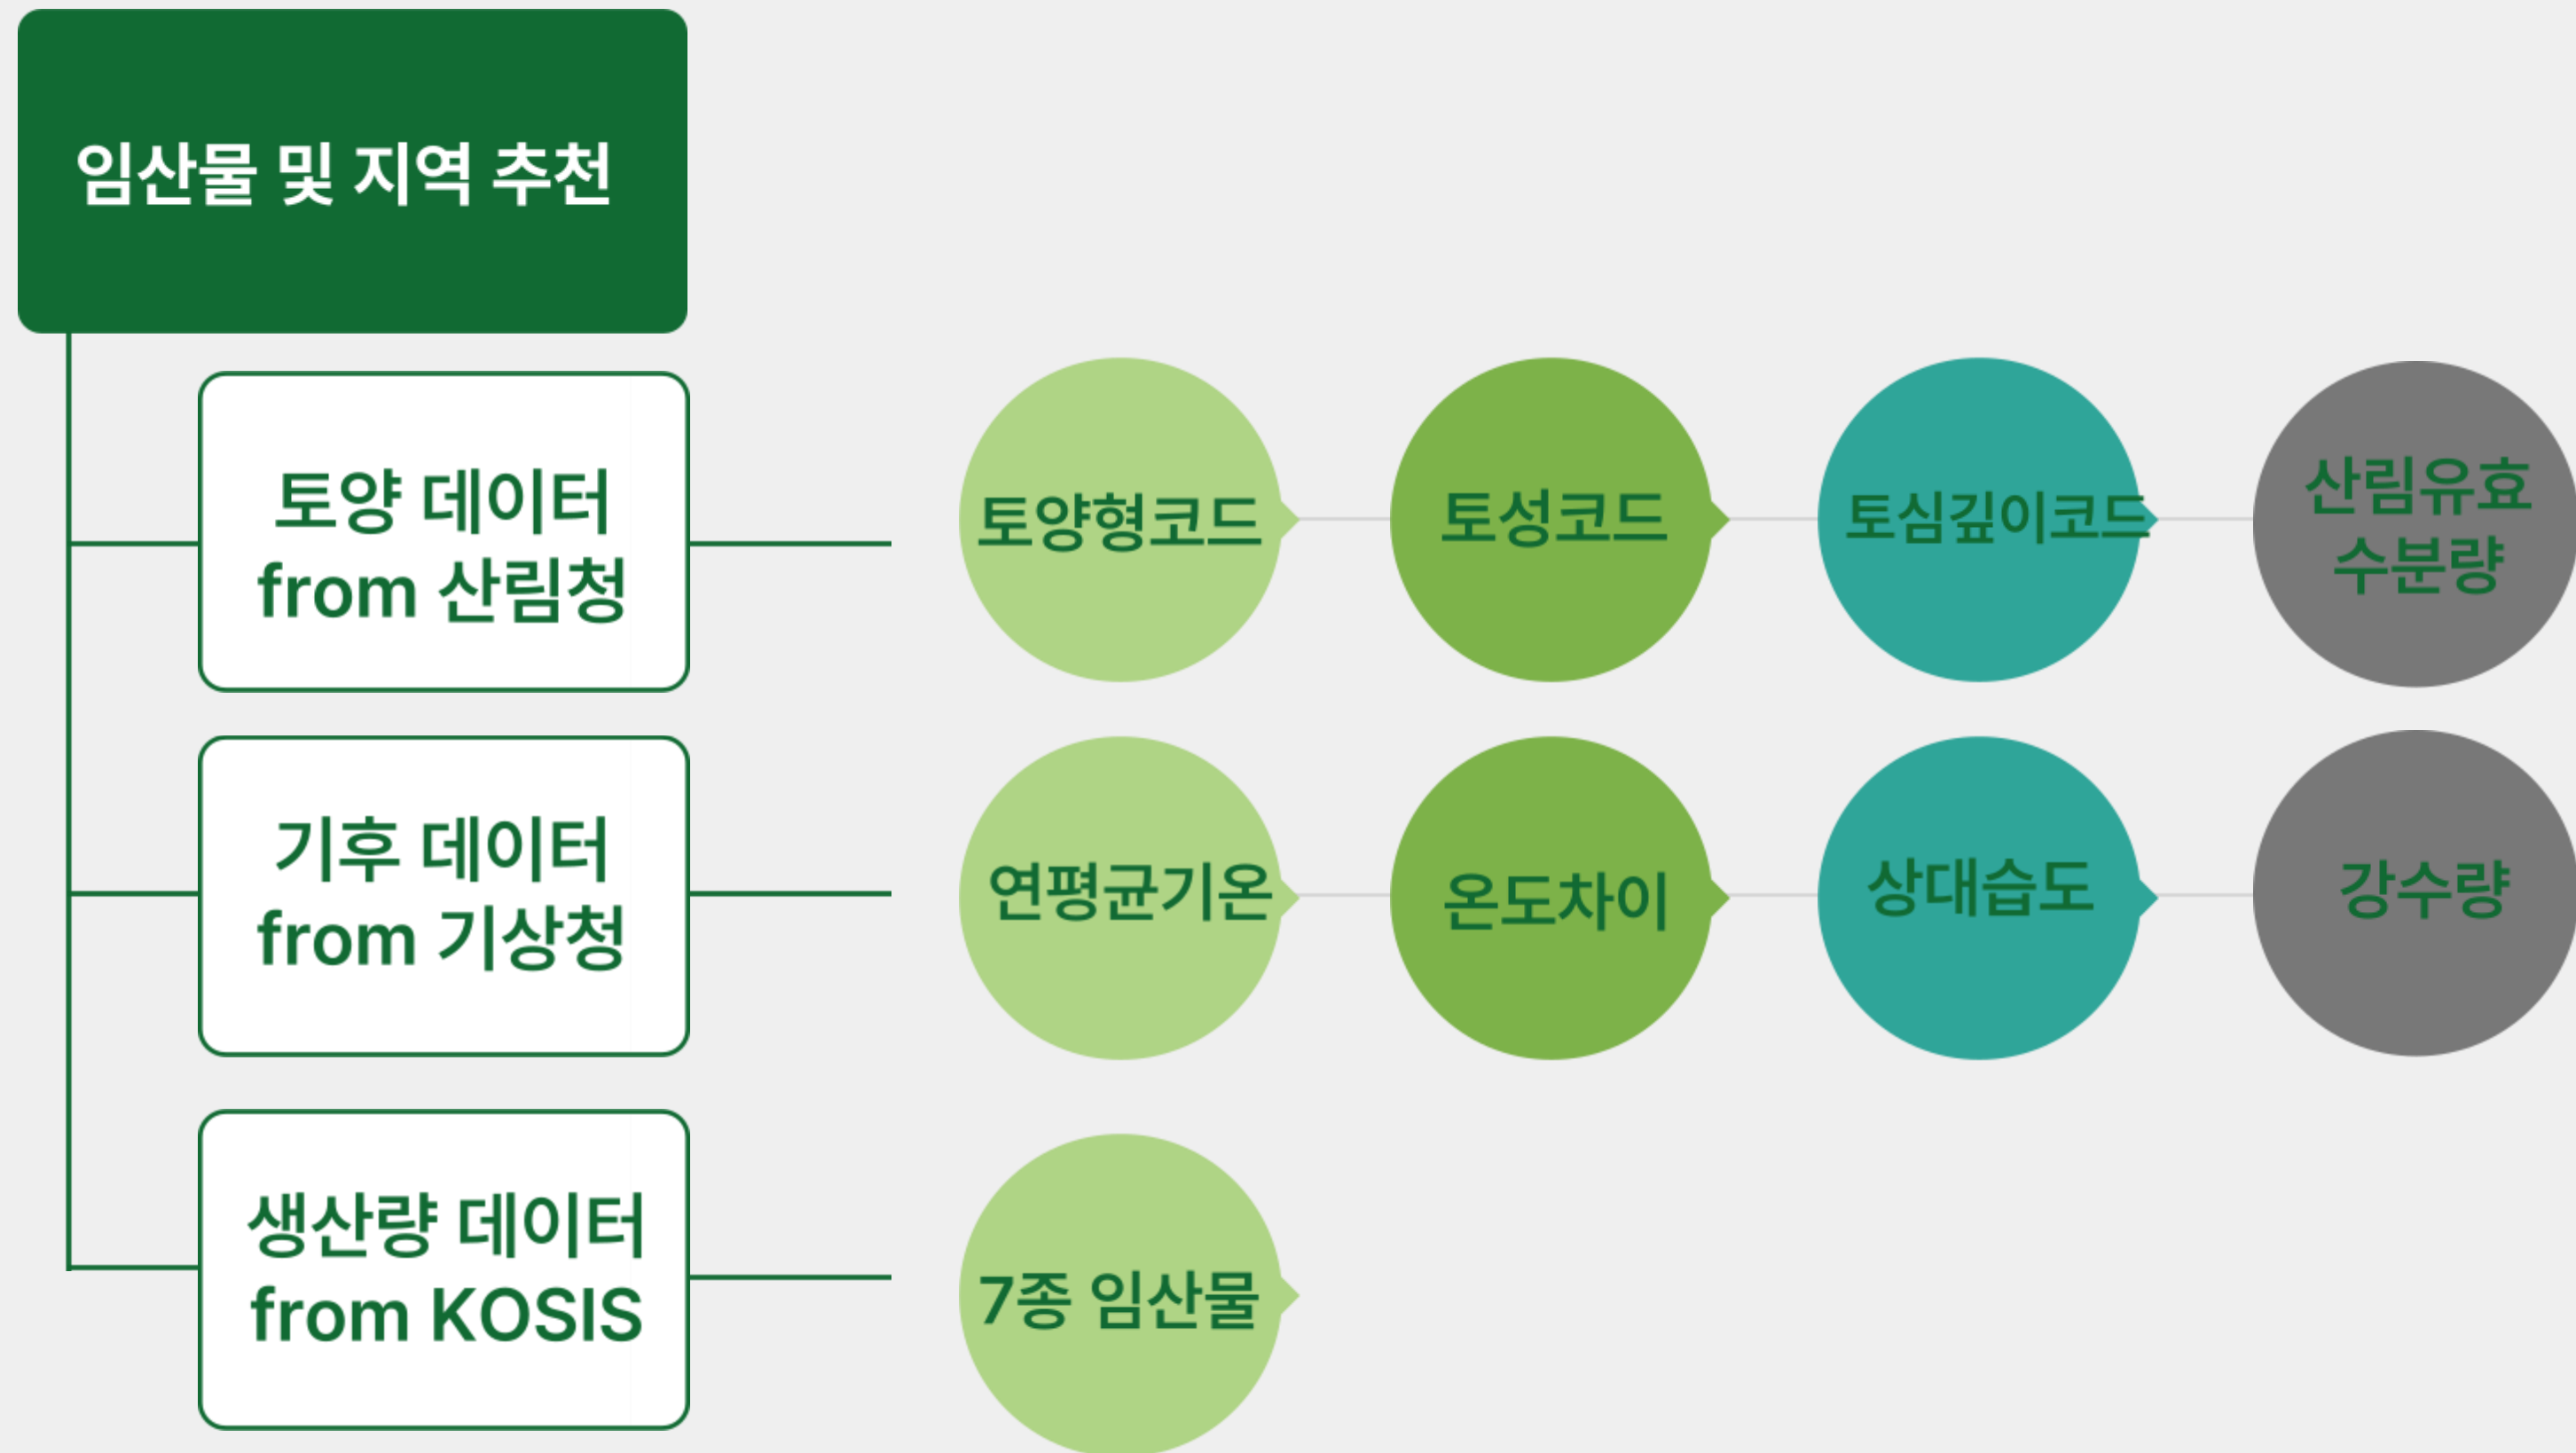 임산물 및 지역 추천
토양 데이터
from 산림청
토양형코드
토성코드
토심깊이코드
산림유효
수분량
기후 데이터
from 기상청
연평균기온
온도차이
상대습도
강수량
생산량 데이터
from KOSIS
7종 임산물